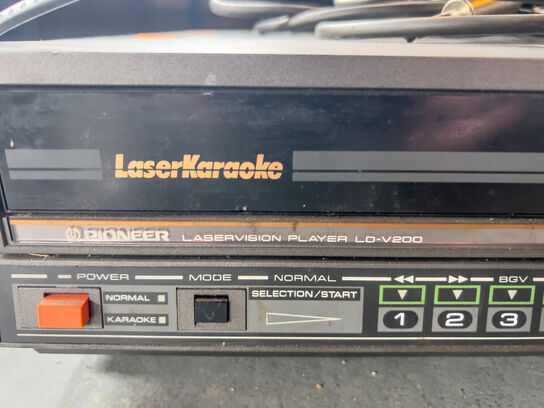 LaserKaraoke
PIONEER LASERVISION PLAYER LD-V200
POWER MODE NORMAL ◀◀ ▶▶ BGV
NORMAL SELECTION/START
KARAOKE 1 2 3